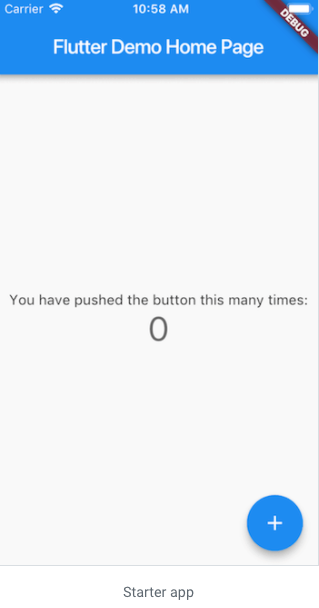 Carrier 10:58 AM
DEBUG
Flutter Demo Home Page
You have pushed the button this many times:
0
+
Starter app